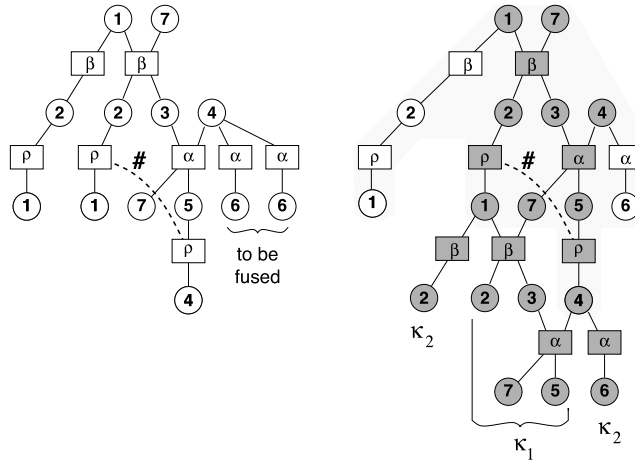 1 7 1 7
β β β β
2 2 3 4 2 2 3 4
ρ ρ # α α α ρ ρ # α α
1 1 7 5 6 6 1 1 7 5 6
ρ to be β β ρ
fused
4 2 2 3 4
κ2 α α
7 5 6
κ1 κ2